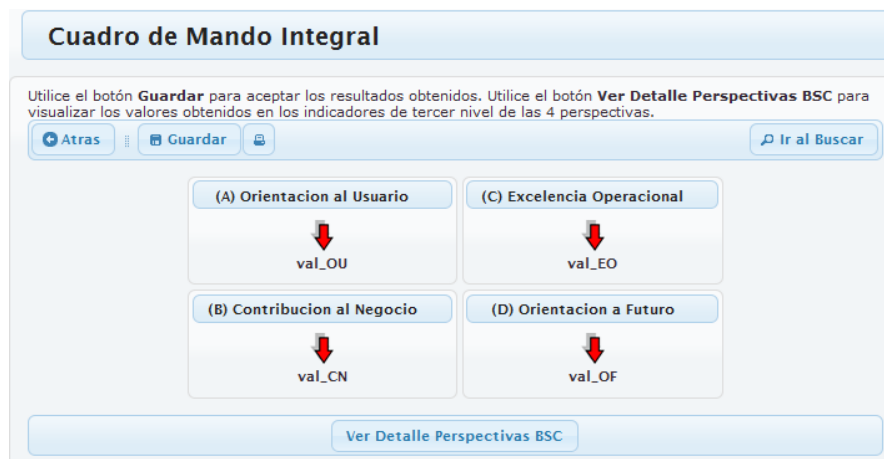 Cuadro de Mando Integral
Utilice el botón Guardar para aceptar los resultados obtenidos. Utilice el botón Ver Detalle Perspectivas BSC para
visualizar los valores obtenidos en los indicadores de tercer nivel de las 4 perspectivas.
Atras Guardar Ir al Buscar
(A) Orientacion al Usuario (C) Excelencia Operacional
val_OU val_EO
(B) Contribucion al Negocio (D) Orientacion a Futuro
val_CN val_OF
Ver Detalle Perspectivas BSC